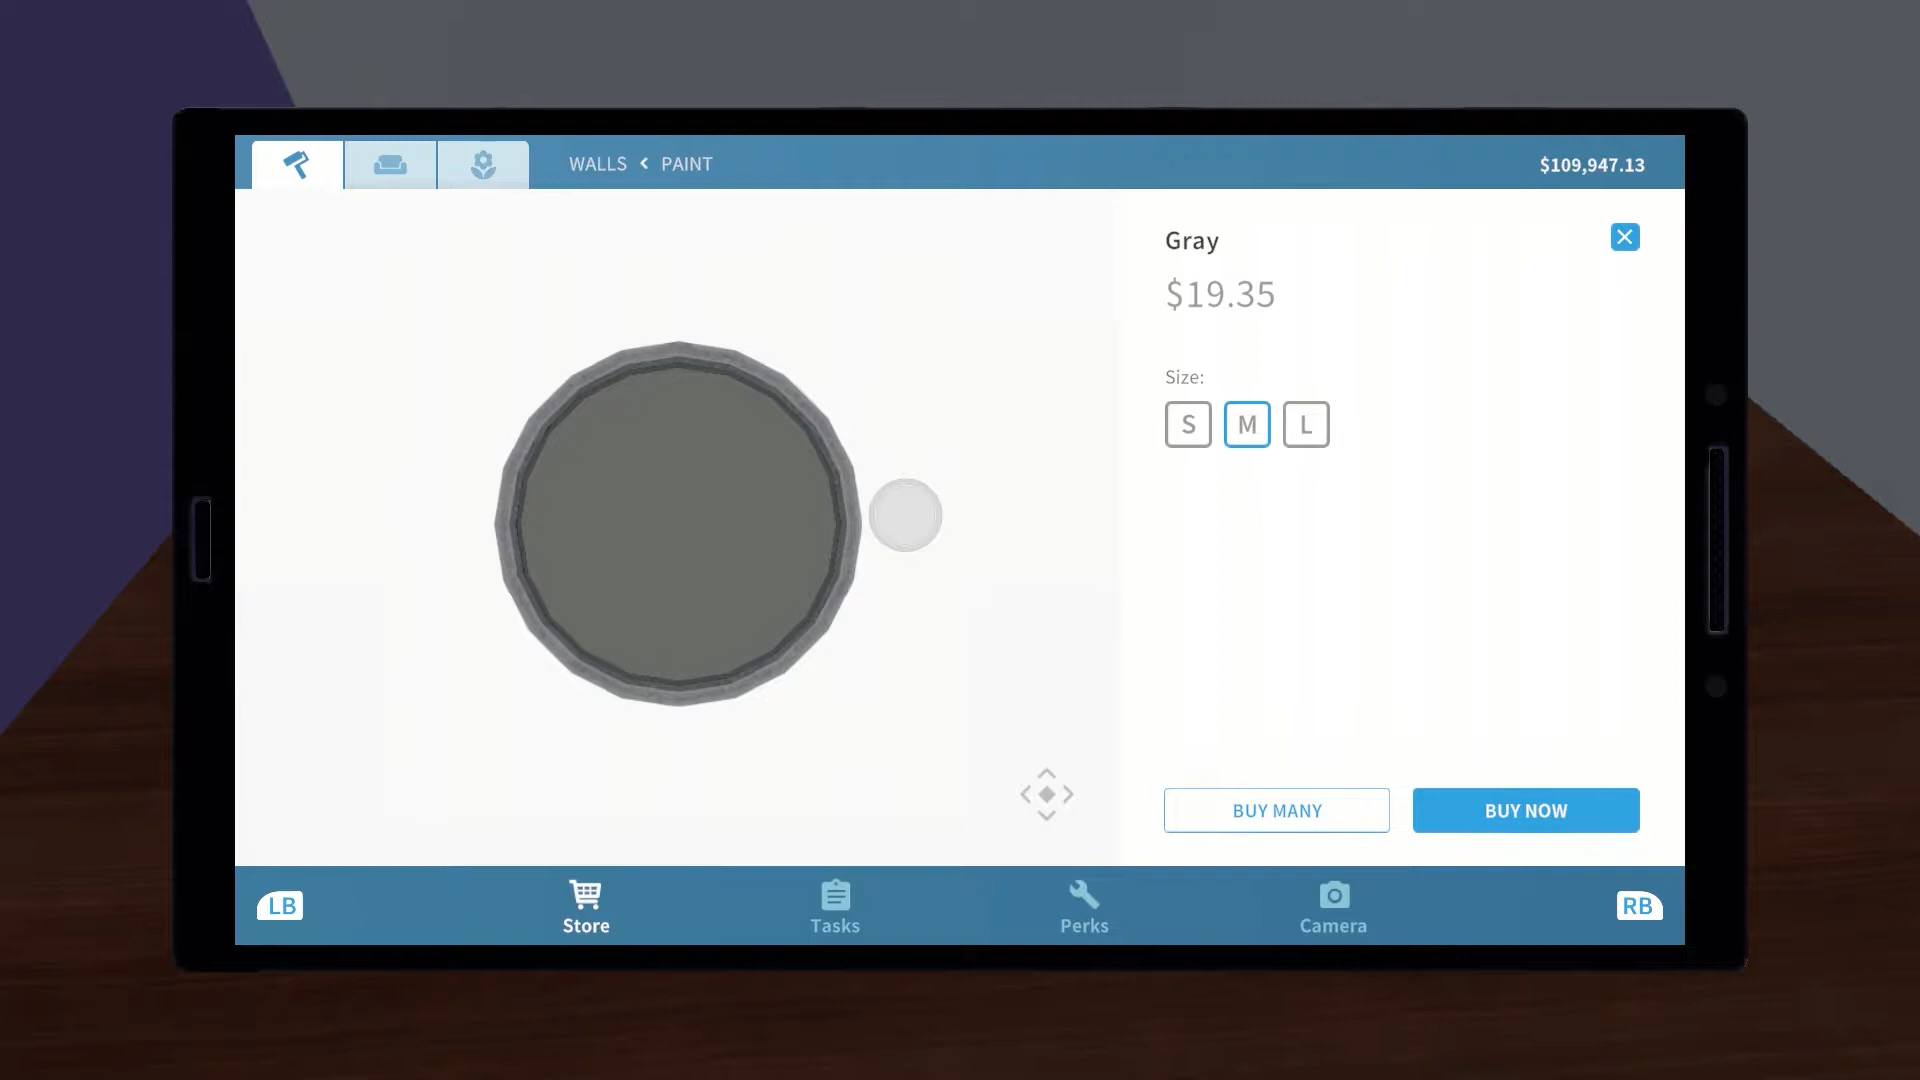 WALLS < PAINT
$109,947.13
Gray
$19.35
Size:
S M L
BUY MANY
BUY NOW
LB
Store
Tasks
Perks
Camera
RB